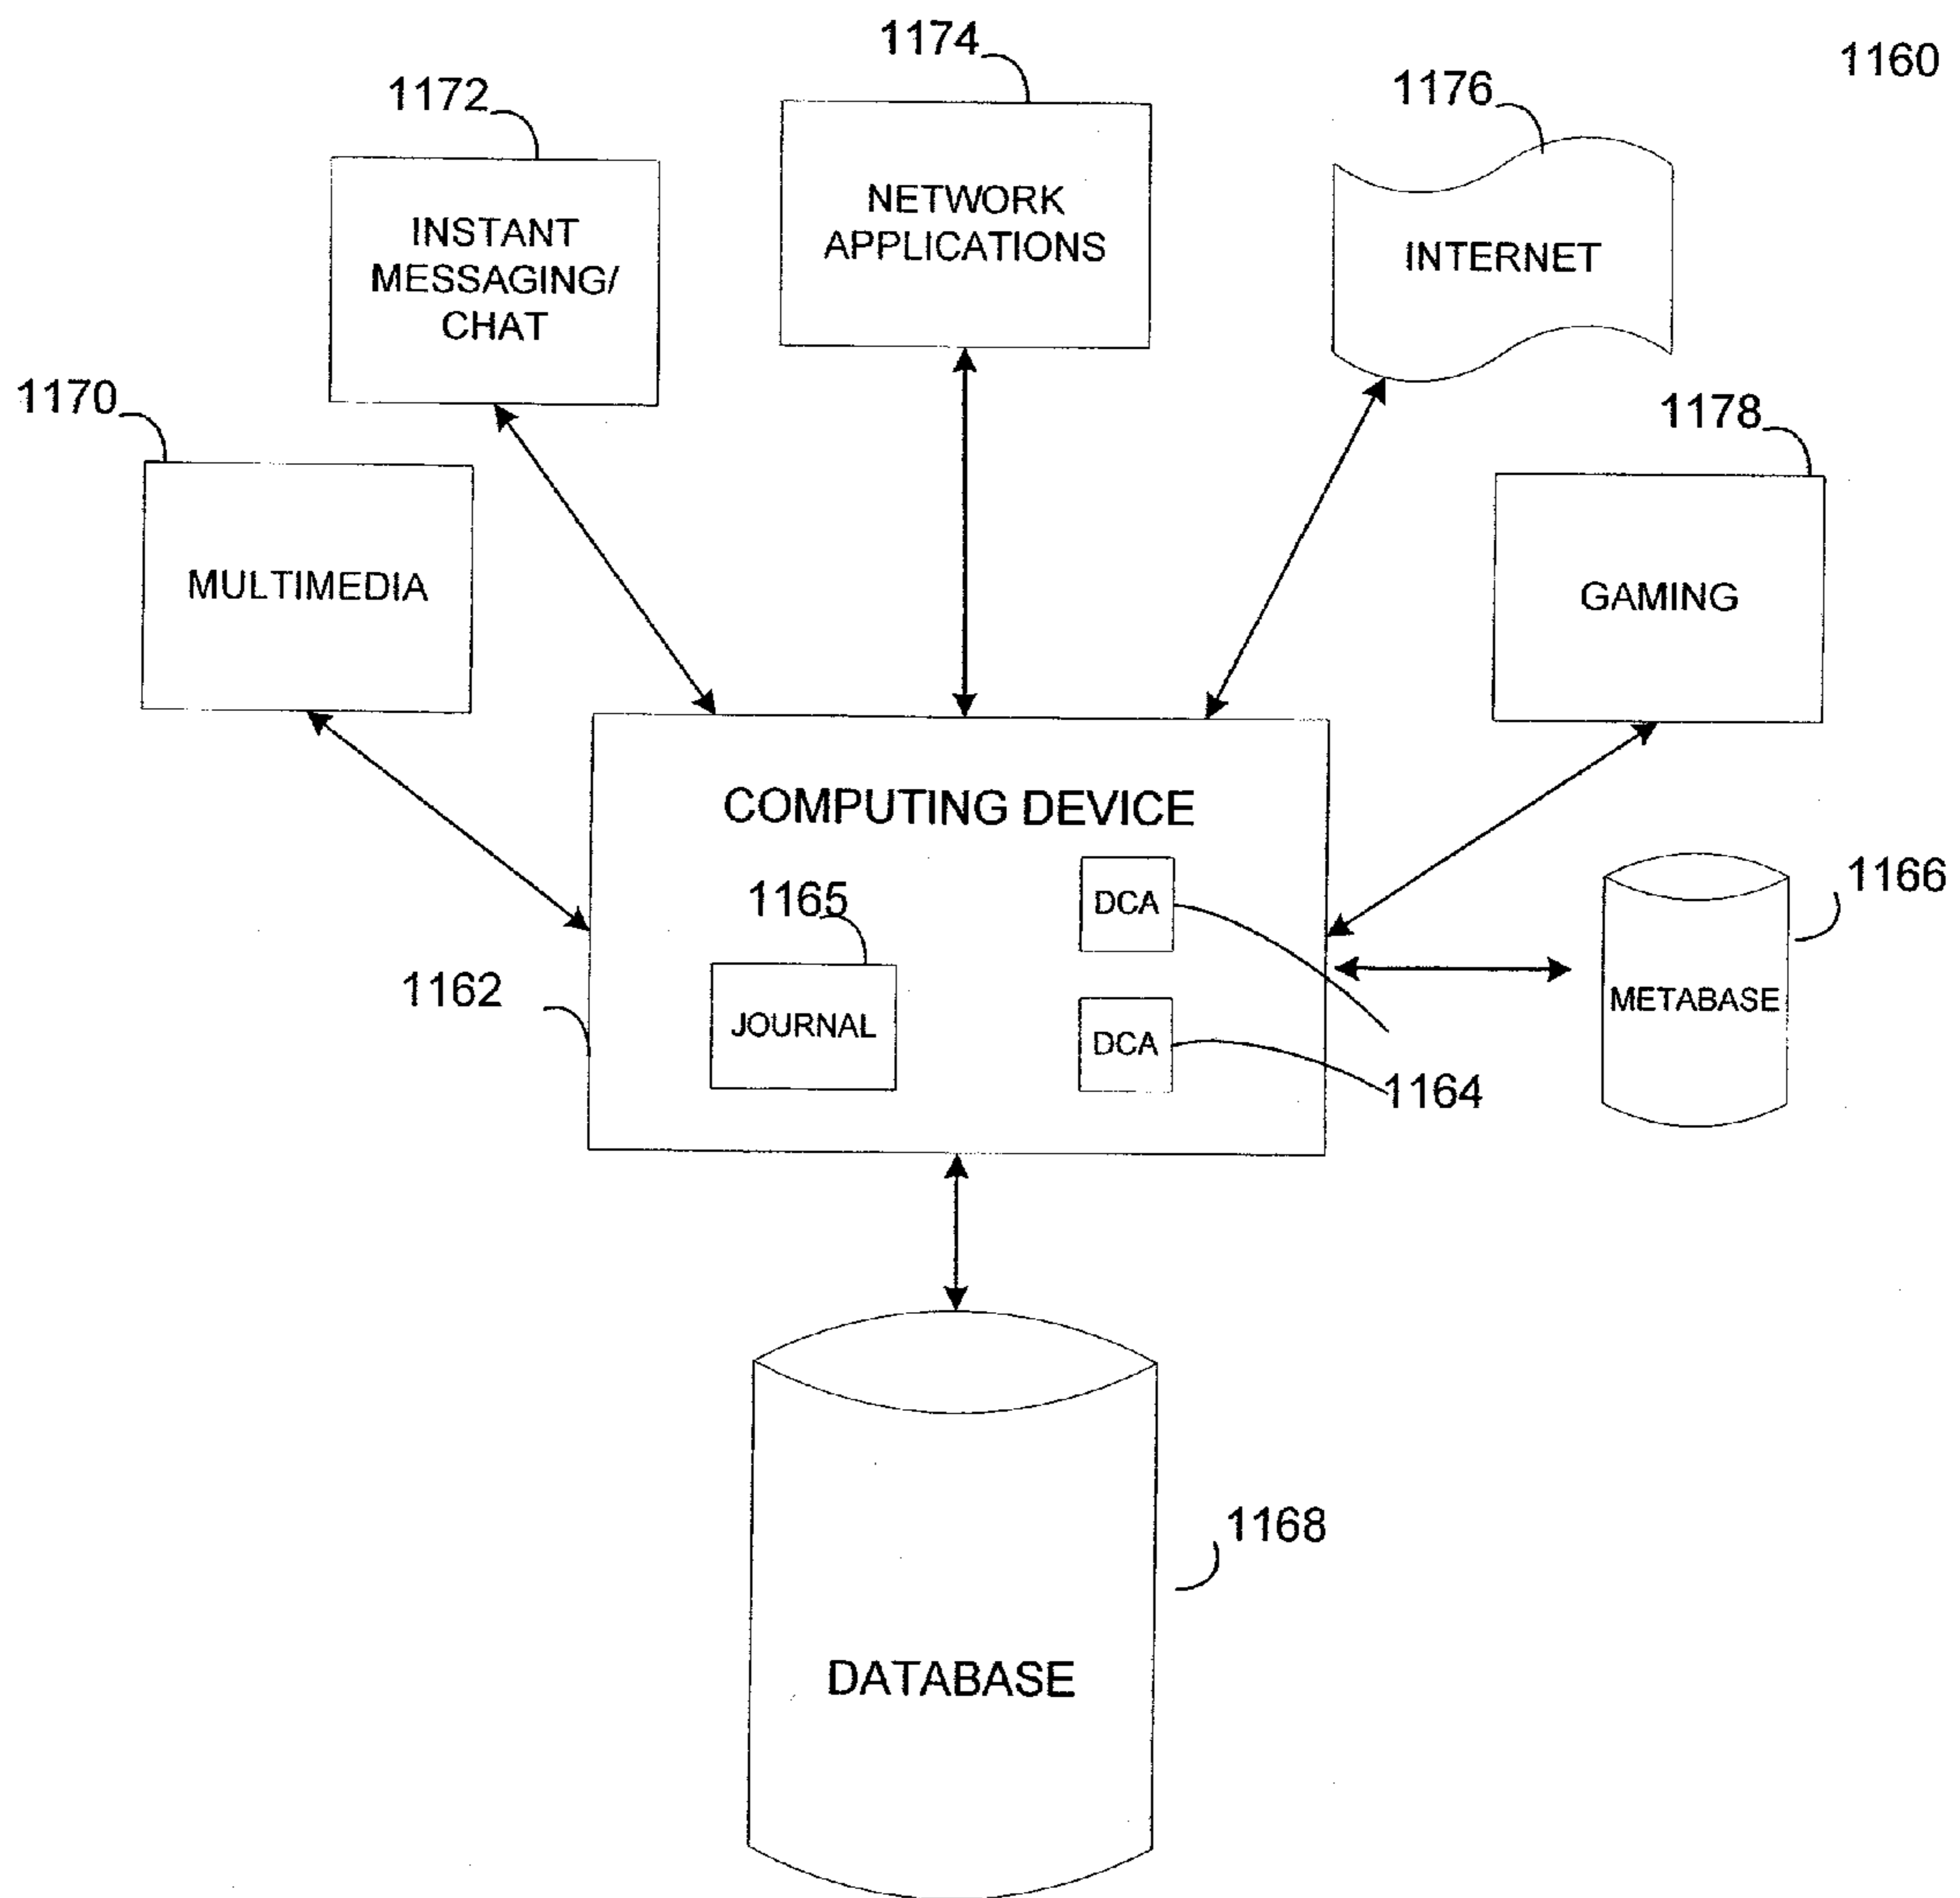 1174
1160
1172
1176
NETWORK
APPLICATIONS
INSTANT
MESSAGING/
CHAT
INTERNET
1170
1178
MULTIMEDIA
GAMING
COMPUTING DEVICE
1166
1165
DCA
1162
METABASE
JOURNAL
DCA
1164
1168
DATABASE